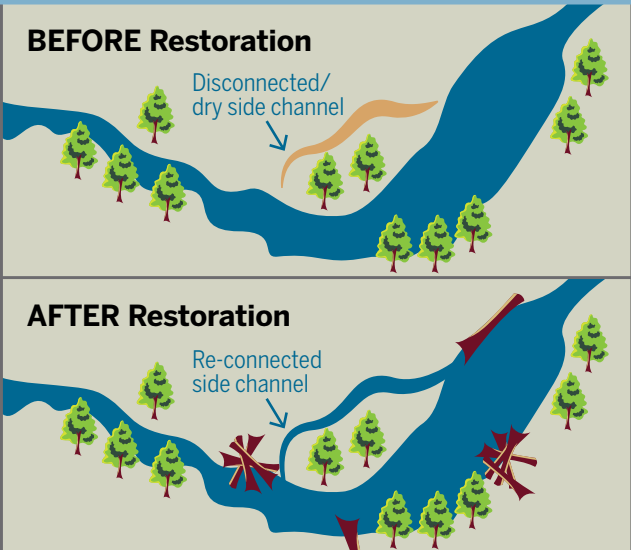 BEFORE Restoration
Disconnected/
dry side channel
AFTER Restoration
Re-connected
side channel